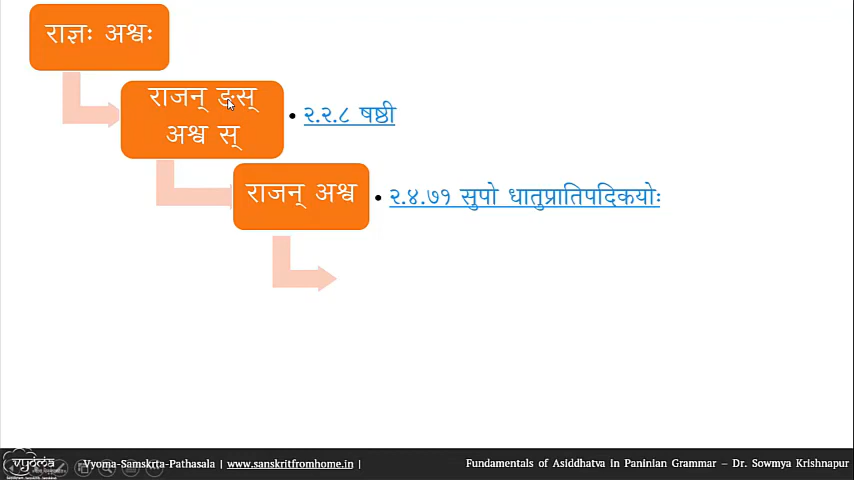 राज्ञः अश्वः
राजन् ङस्
अश्व स्
• २.२.८ षष्ठी
राजन् अश्व
• २.४.७१ सुपो धातुप्रातिपदिकयोः
vyoma
Vyoma-Samskrta-Pathasala | www.sanskritfromhome.in |
Fundamentals of Asiddhatva in Paninian Grammar – Dr. Sowmya Krishnapur